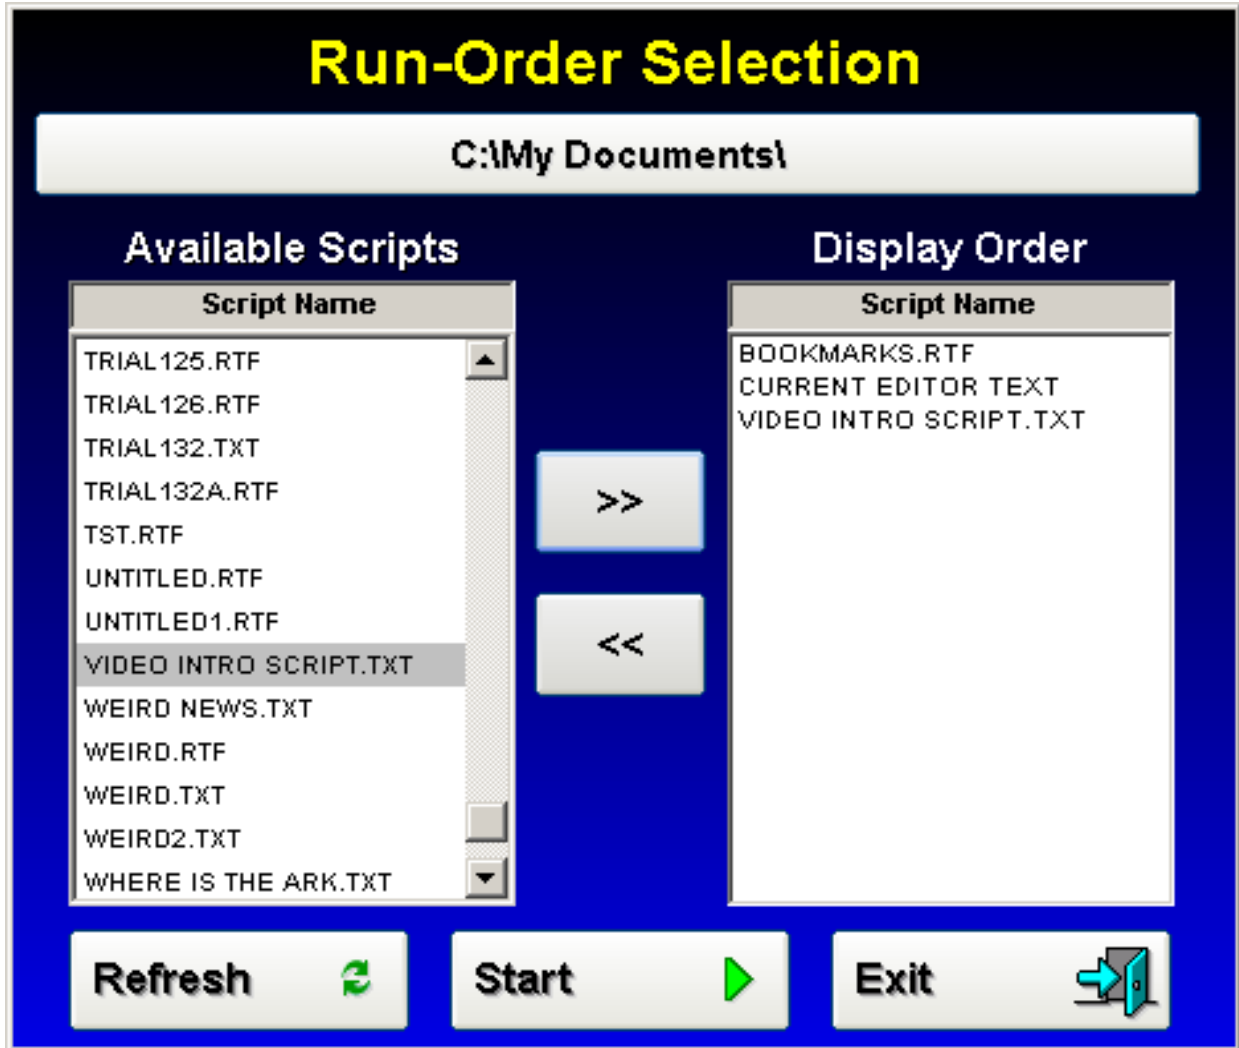 Run-Order Selection
C:\My Documents\
Available Scripts
Script Name
TRIAL125.RTF
TRIAL126.RTF
TRIAL132.TXT
TRIAL132A.RTF
TST.RTF
UNTITLED.RTF
UNTITLED1.RTF
VIDEO INTRO SCRIPT.TXT
WEIRD NEWS.TXT
WEIRD.RTF
WEIRD.TXT
WEIRD2.TXT
WHERE IS THE ARK.TXT
>>
<<
Display Order
Script Name
BOOKMARKS.RTF
CURRENT EDITOR TEXT
VIDEO INTRO SCRIPT.TXT
Refresh
Start
Exit